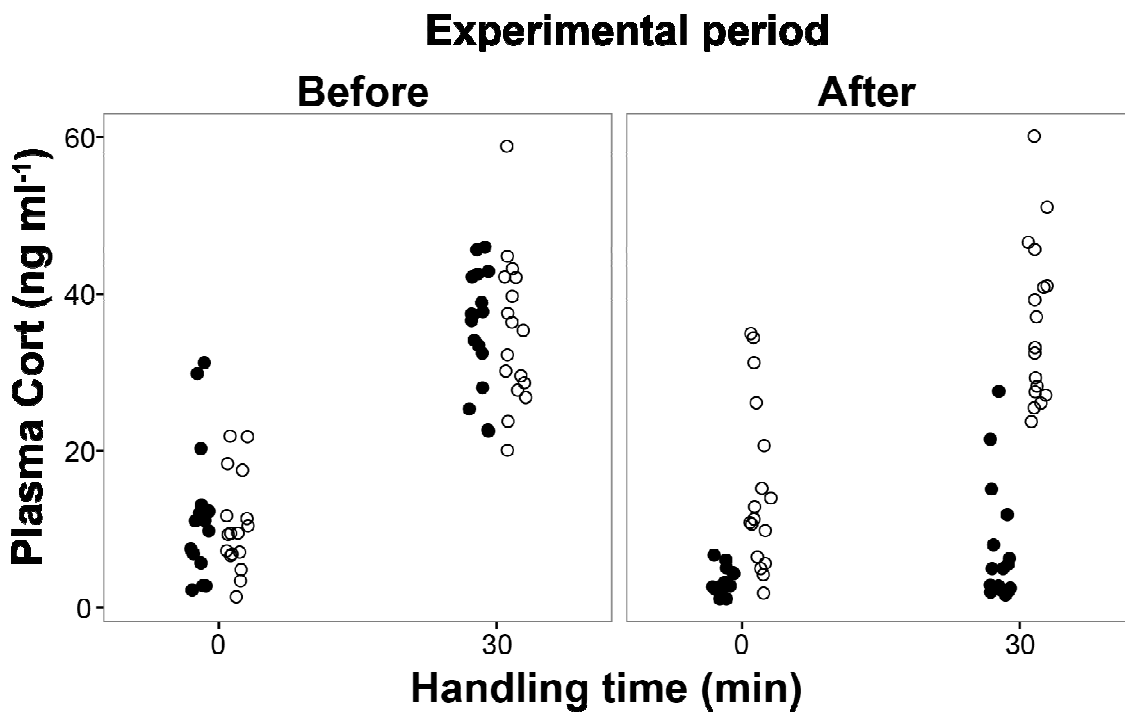 Experimental period
Before After
Plasma Cort (ng ml⁻¹)
60
40
20
0
0 30 0 30
Handling time (min)